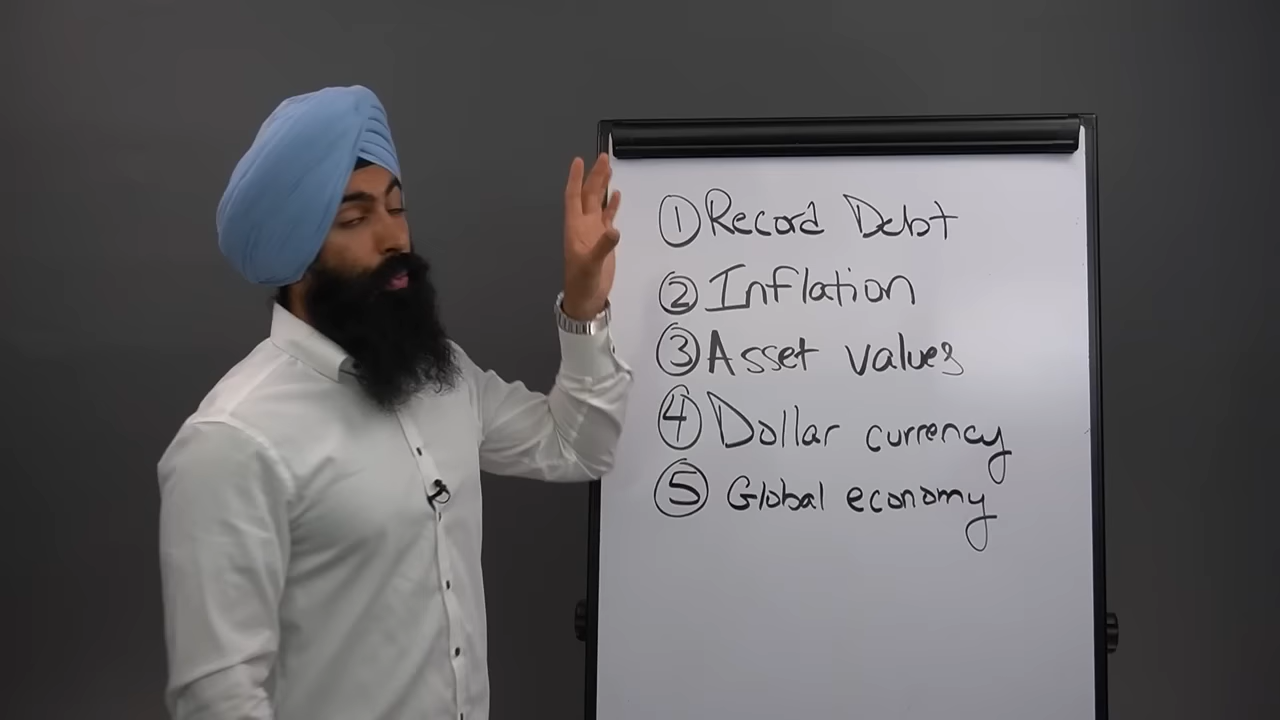 ① Record Debt
② Inflation
③ Asset values
④ Dollar currency
⑤ Global economy